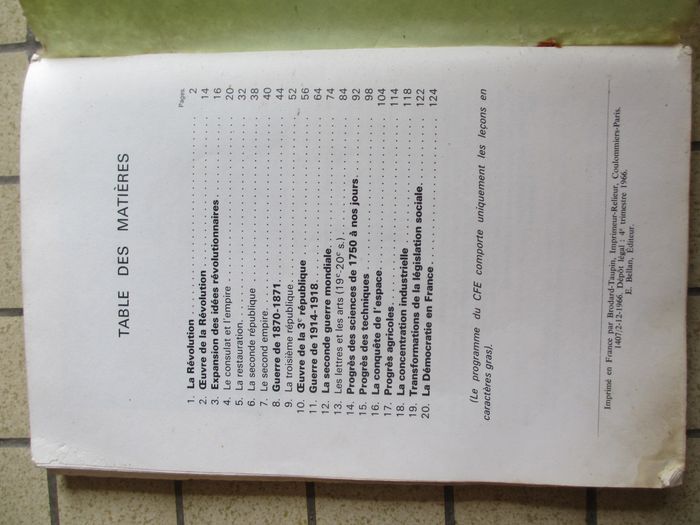 TABLE DES MATIÈRES
Pages
1. La Révolution 2
2. Œuvre de la Révolution 14
3. Expansion des idées révolutionnaires 16
4. Le consulat et l'empire 20
5. La restauration 32
6. La seconde république 38
7. Le second empire 40
8. Guerre de 1870-1871 44
9. La troisième république 52
10. Œuvre de la 3e république 56
11. Guerre de 1914-1918 64
12. La seconde guerre mondiale 74
13. Les lettres et les arts (19e-20e s.) 84
14. Progrès des sciences de 1750 à nos jours 92
15. Progrès des techniques 98
16. La conquête de l'espace 104
17. Progrès agricoles 114
18. La concentration industrielle 118
19. Transformations de la législation sociale 122
20. La Démocratie en France 124
(Le programme du CFE comporte uniquement les leçons en
caractères gras).
Imprimé en France par Brodard-Taupin, Imprimeur-Relieur, Coulommiers-Paris.
1407/2-12-1966. Dépôt légal : 4e trimestre 1966.
E. Bellan, Éditeur.